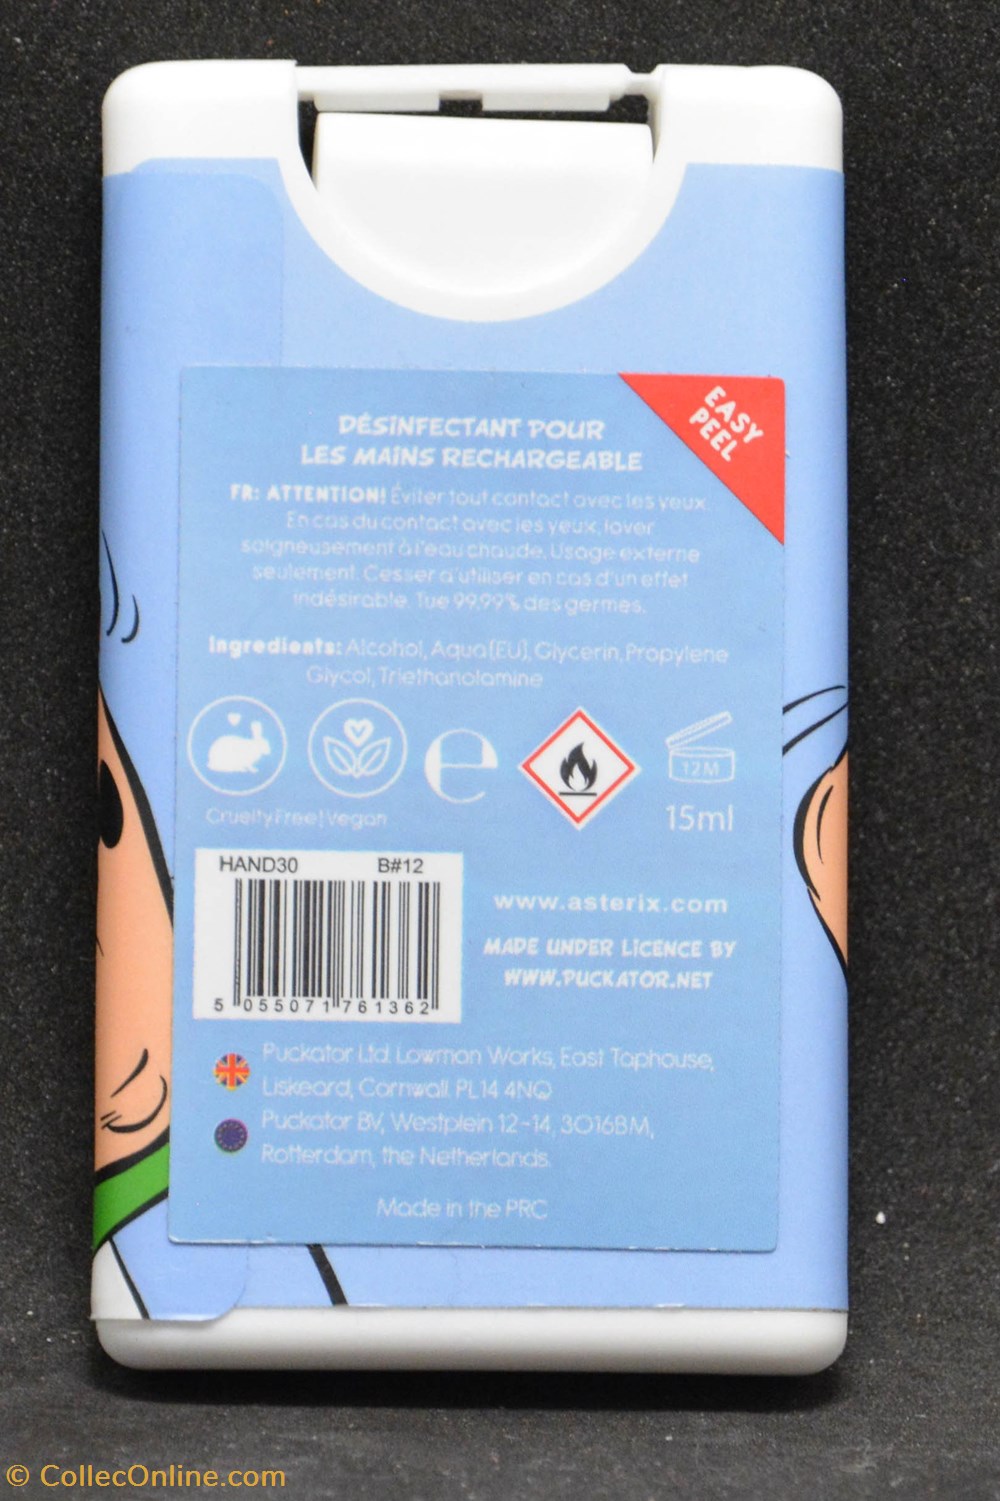 EASY
PEEL
DÉSINFECTANT POUR
LES MAINS RECHARGEABLE
FR: ATTENTION! Éviter tout contact avec les yeux.
En cas du contact avec les yeux, laver
soigneusement à l'eau chaude. Usage externe
seulement. Cesser d'utiliser en cas d'un effet
indésirable. Tue 99.99% des germes.
Ingredients: Alcohol, Aqua(EU), Glycerin, Propylene
Glycol, Triethanolamine
e
12M
Cruelty Free | Vegan
15ml
HAND30 B#12
5 055071 761362
www.asterix.com
MADE UNDER LICENCE BY
WWW.PUCKATOR.NET
Puckator Ltd. Lowman Works, East Taphouse,
Liskeard, Cornwall. PL14 4NQ
Puckator BV, Westplein 12-14, 3016BM,
Rotterdam, the Netherlands.
Made in the PRC
© CollecOnline.com